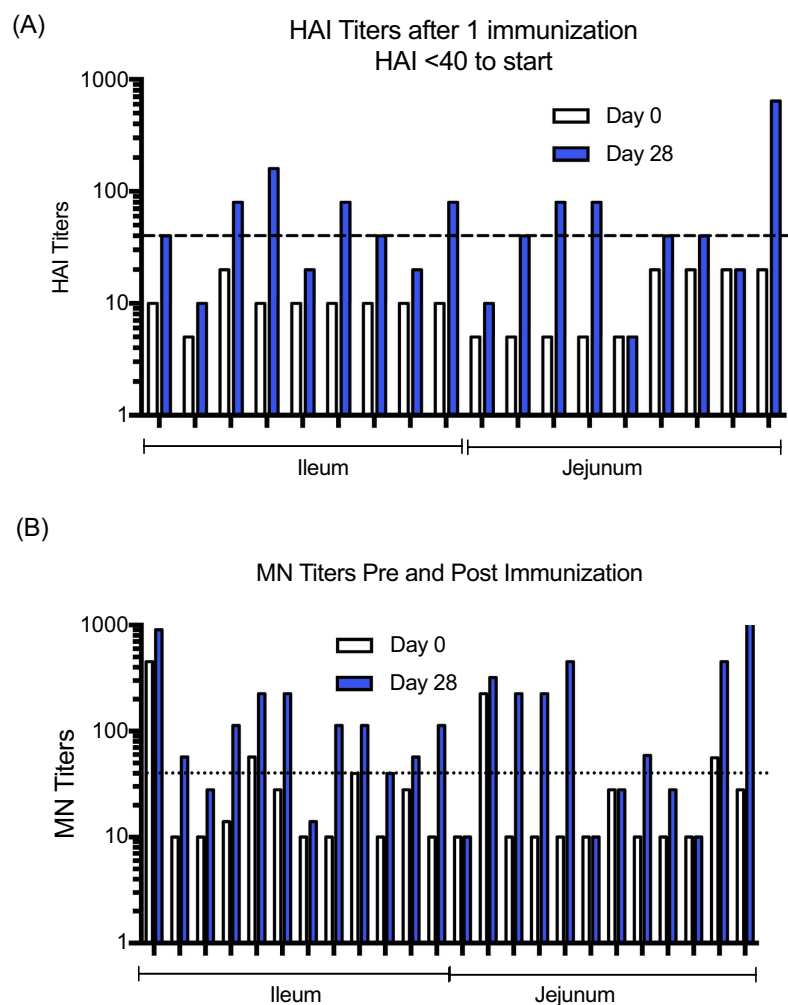 (A)
HAI Titers after 1 immunization
HAI <40 to start
1000
100
10
1
HAI Titers
Day 0
Day 28
Ileum
Jejunum
(B)
MN Titers Pre and Post Immunization
1000
100
10
1
MN Titers
Day 0
Day 28
Ileum
Jejunum